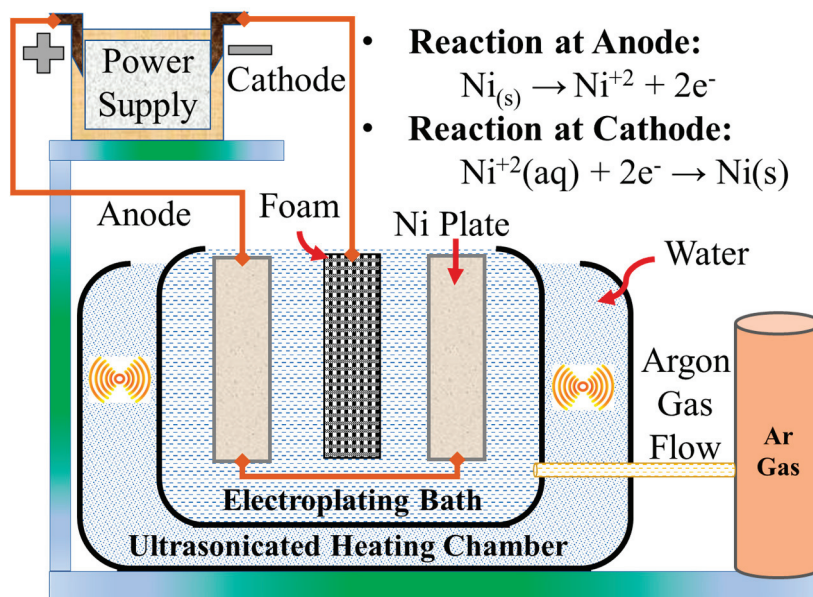 Power
Supply
Cathode
• Reaction at Anode:
Ni(s) → Ni+2 + 2e-
• Reaction at Cathode:
Ni+2(aq) + 2e- → Ni(s)
Anode
Foam
Ni Plate
Water
Argon
Gas
Flow
Ar
Gas
Electroplating Bath
Ultrasonicated Heating Chamber